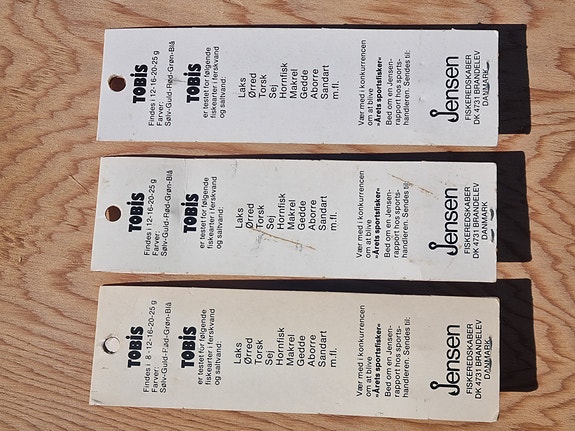 TOBIS
Findes i 12-16-20-25 g
Farver:
Sølv-Guld-Rød-Grøn-Blå
TOBIS
er testet for følgende
fiskearter i ferskvand
og saltvand:
Laks
Ørred
Torsk
Sej
Hornfisk
Makrel
Gedde
Aborre
Sandart
m.fl.
Vær med i konkurrencen
om at blive
»Årets sportsfisker«
Bed om en Jensen-
rapport hos sports-
handleren. Sendes til:
Jensen
FISKEREDSKABER
DK 4731 BRANDELEV
DANMARK
TOBIS
Findes i 12-16-20-25 g
Farver:
Sølv-Guld-Rød-Grøn-Blå
TOBIS
er testet for følgende
fiskearter i ferskvand
og saltvand:
Laks
Ørred
Torsk
Sej
Hornfisk
Makrel
Gedde
Aborre
Sandart
m.fl.
Vær med i konkurrencen
om at blive
»Årets sportsfisker«
Bed om en Jensen-
rapport hos sports-
handleren. Sendes til:
Jensen
FISKEREDSKABER
DK 4731 BRANDELEV
DANMARK
TOBIS
Findes i 8-12-16-20-25 g
Farver:
Sølv-Guld-Rød-Grøn-Blå
TOBIS
er testet for følgende
fiskearter i ferskvand
og saltvand:
Laks
Ørred
Torsk
Sej
Hornfisk
Makrel
Gedde
Aborre
Sandart
m.fl.
Vær med i konkurrencen
om at blive
»Årets sportsfisker«
Bed om en Jensen-
rapport hos sports-
handleren. Sendes til:
Jensen
FISKEREDSKABER
DK 4731 BRANDELEV
DANMARK